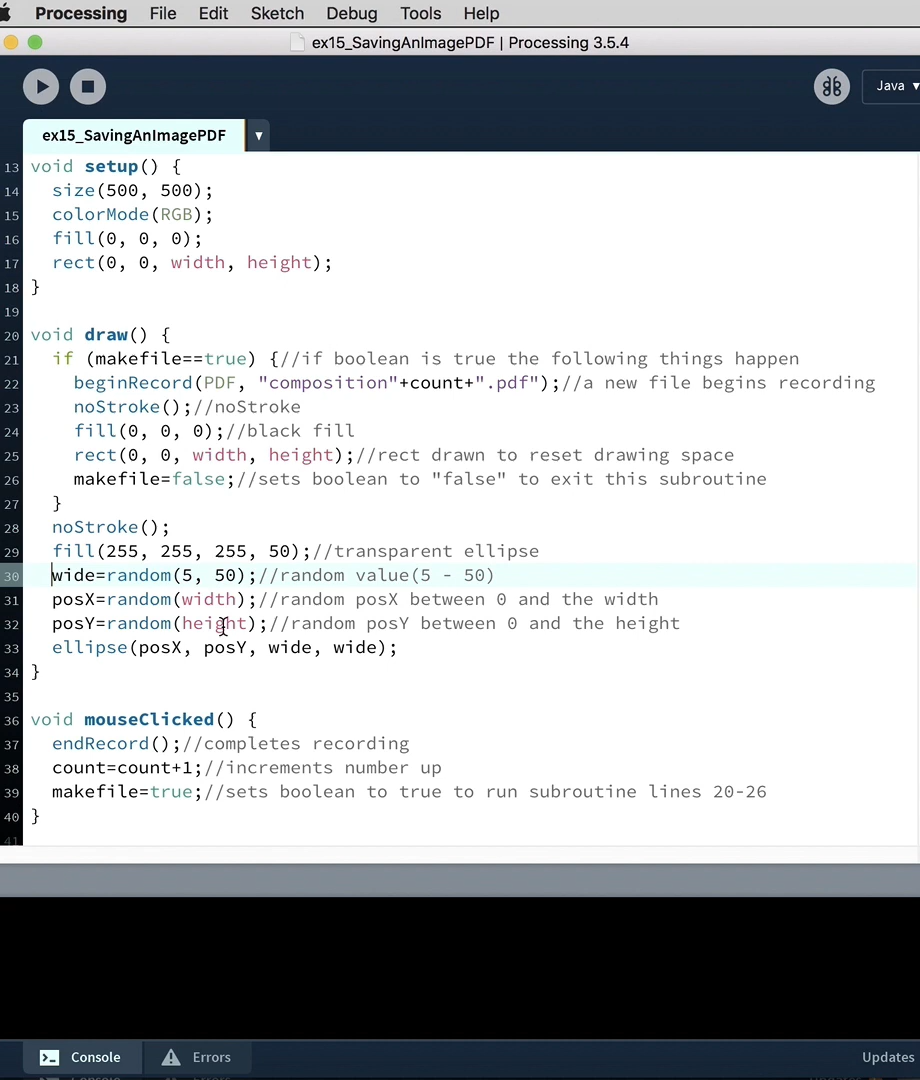 Processing File Edit Sketch Debug Tools Help
ex15_SavingAnImagePDF | Processing 3.5.4
Java ▾
ex15_SavingAnImagePDF ▾
13 void setup() {
14   size(500, 500);
15   colorMode(RGB);
16   fill(0, 0, 0);
17   rect(0, 0, width, height);
18 }
19
20 void draw() {
21   if (makefile==true) {//if boolean is true the following things happen
22     beginRecord(PDF, "composition"+count+".pdf");//a new file begins recording
23     noStroke();//noStroke
24     fill(0, 0, 0);//black fill
25     rect(0, 0, width, height);//rect drawn to reset drawing space
26     makefile=false;//sets boolean to "false" to exit this subroutine
27   }
28   noStroke();
29   fill(255, 255, 255, 50);//transparent ellipse
30   wide=random(5, 50);//random value(5 - 50)
31   posX=random(width);//random posX between 0 and the width
32   posY=random(height);//random posY between 0 and the height
33   ellipse(posX, posY, wide, wide);
34 }
35
36 void mouseClicked() {
37   endRecord();//completes recording
38   count=count+1;//increments number up
39   makefile=true;//sets boolean to true to run subroutine lines 20-26
40 }
41
Console Errors Updates
Console Errors